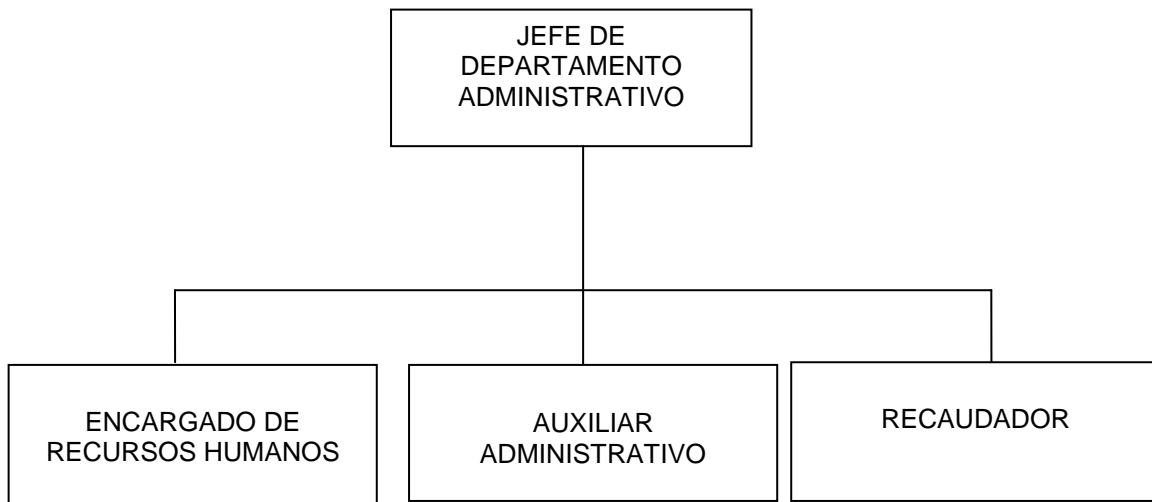 JEFE DE
DEPARTAMENTO
ADMINISTRATIVO
ENCARGADO DE
RECURSOS HUMANOS
AUXILIAR
ADMINISTRATIVO
RECAUDADOR